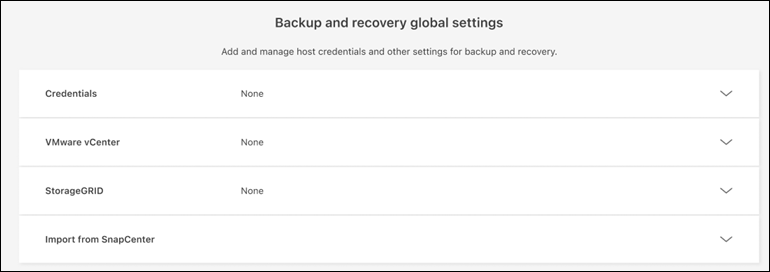 Backup and recovery global settings
Add and manage host credentials and other settings for backup and recovery.
Credentials None
VMware vCenter None
StorageGRID None
Import from SnapCenter